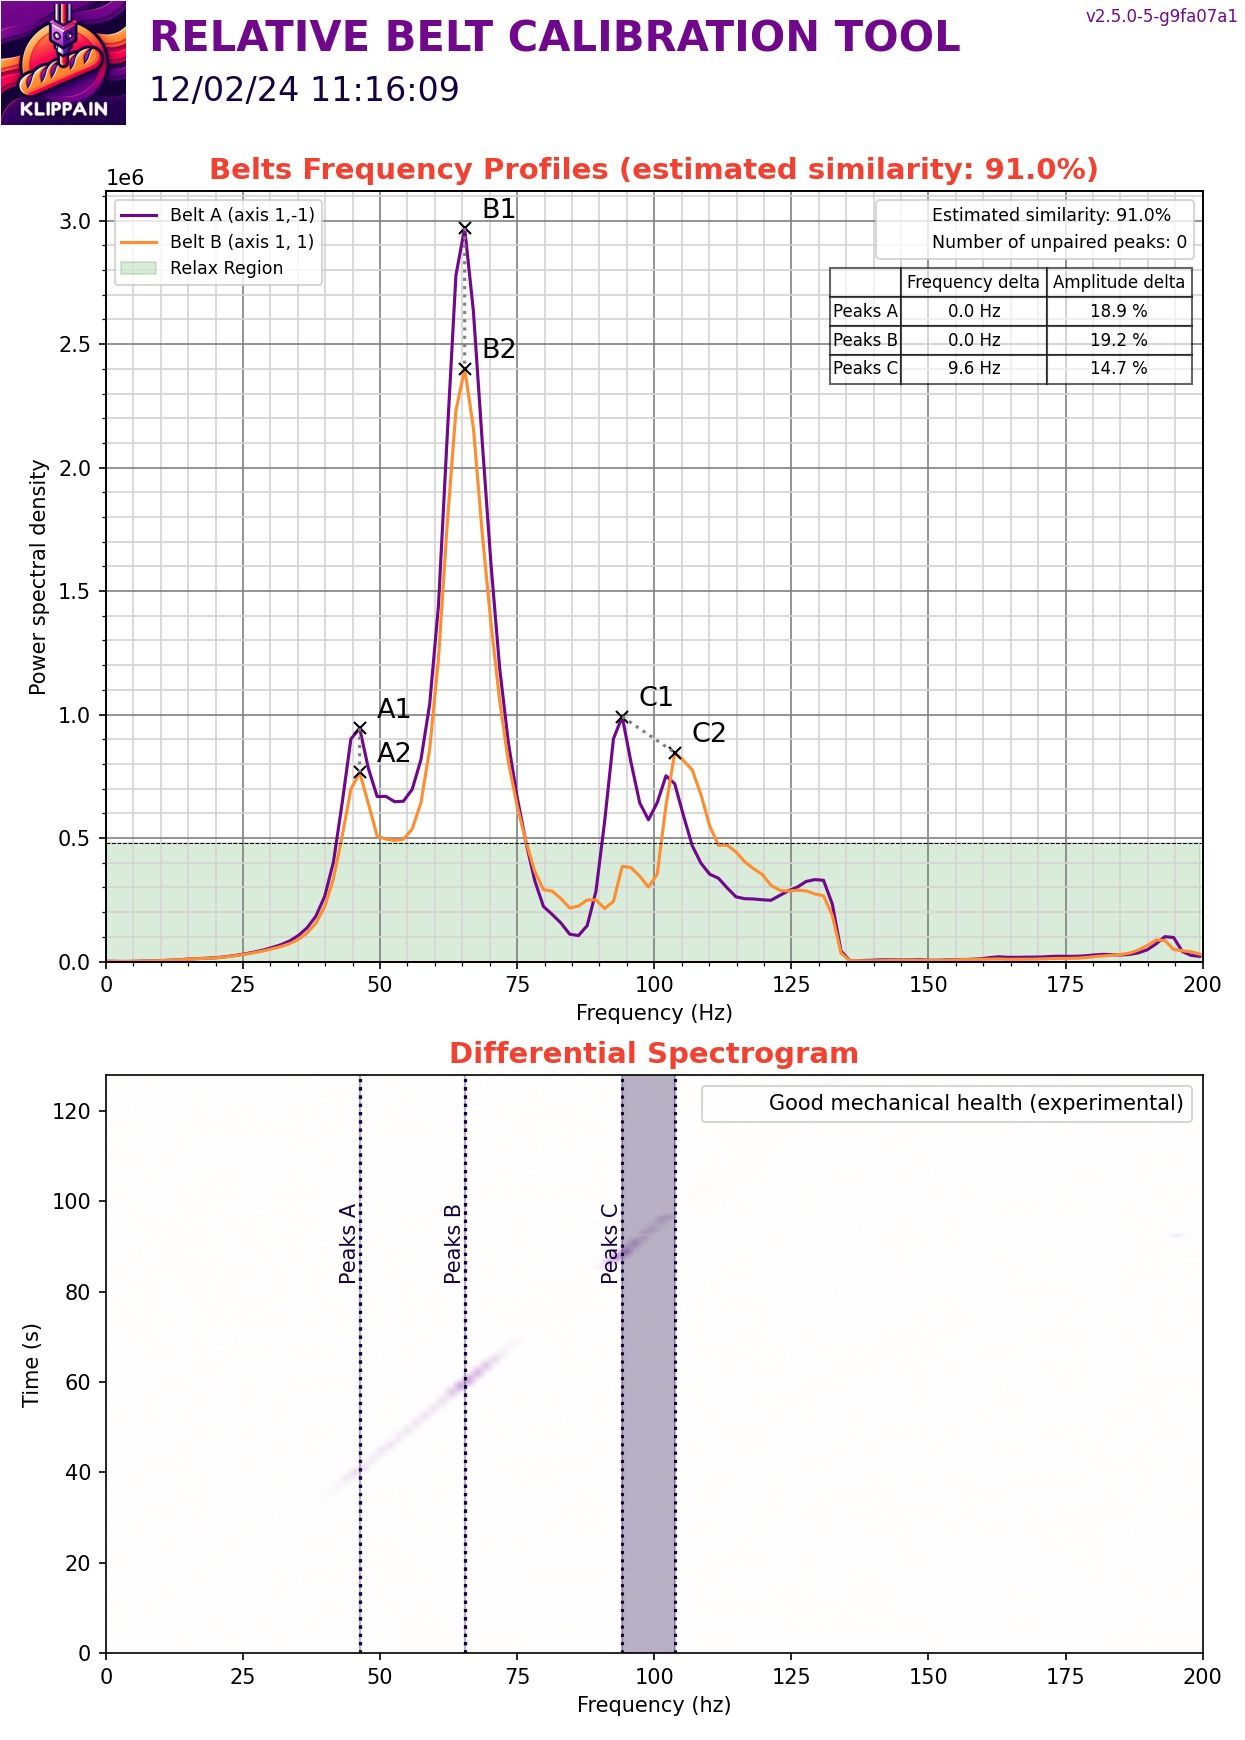 v2.5.0-5-g9fa07a1
RELATIVE BELT CALIBRATION TOOL
12/02/24 11:16:09
KLIPPAIN
Belts Frequency Profiles (estimated similarity: 91.0%)
1e6
Belt A (axis 1,-1)
Belt B (axis 1, 1)
Relax Region
Estimated similarity: 91.0%
Number of unpaired peaks: 0
Frequency delta Amplitude delta
Peaks A 0.0 Hz 18.9 %
Peaks B 0.0 Hz 19.2 %
Peaks C 9.6 Hz 14.7 %
B1
B2
A1
A2
C1
C2
3.0
2.5
2.0
1.5
1.0
0.5
0.0
Power spectral density
0 25 50 75 100 125 150 175 200
Frequency (Hz)
Differential Spectrogram
Good mechanical health (experimental)
Peaks A
Peaks B
Peaks C
120
100
80
60
40
20
0
Time (s)
0 25 50 75 100 125 150 175 200
Frequency (hz)